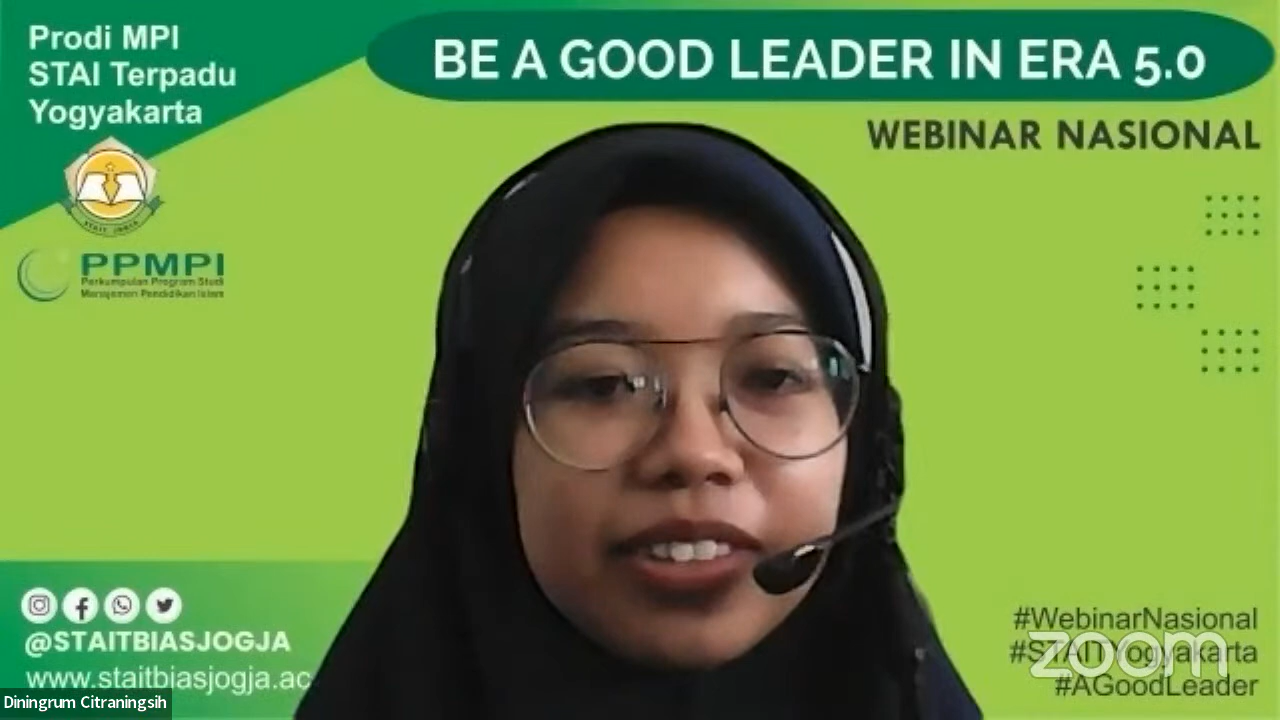 Prodi MPI
STAI Terpadu
Yogyakarta
BE A GOOD LEADER IN ERA 5.0
WEBINAR NASIONAL
PPMPI
Perkumpulan Program Studi
Manajemen Pendidikan Islam
@STAITBIASJOGJA
www.staitbiasjogja.ac
#WebinarNasional
#STAITYogyakarta
#AGoodLeader
zoom
Diningrum Citraningsih